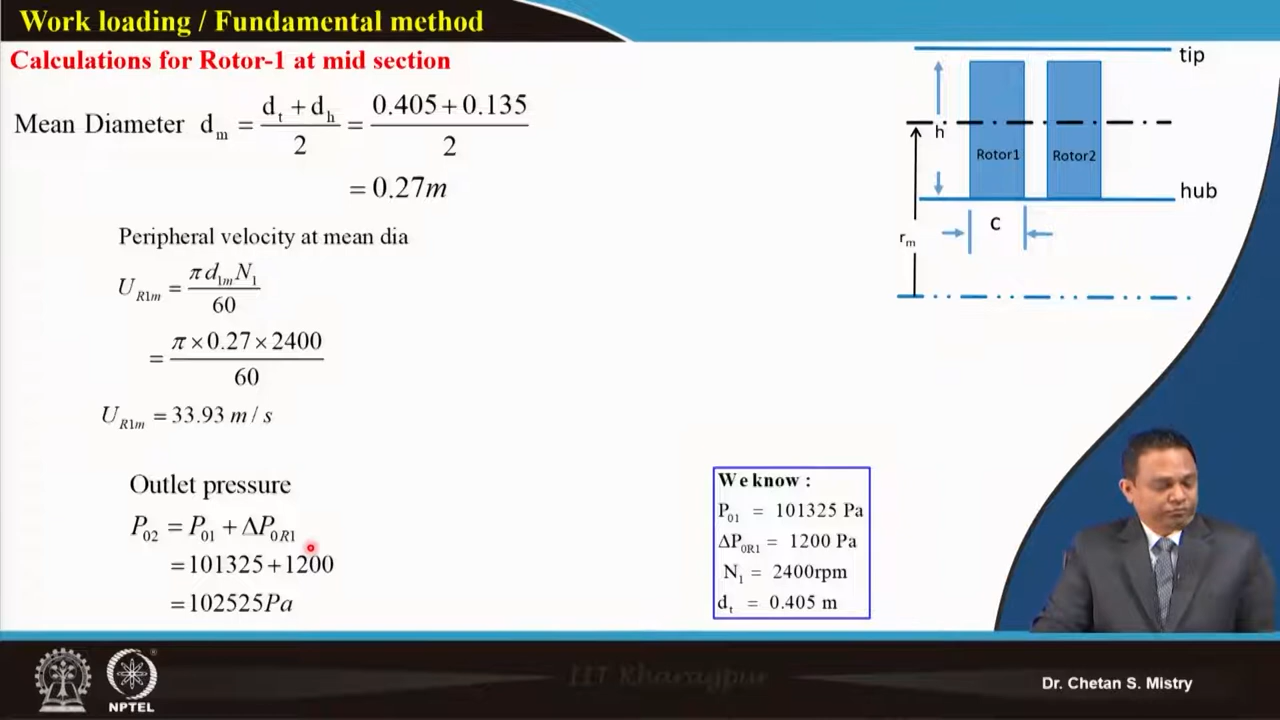 Work loading / Fundamental method
Calculations for Rotor-1 at mid section
Mean Diameter d_m = (d_t + d_h) / 2 = (0.405 + 0.135) / 2
= 0.27m
Peripheral velocity at mean dia
U_R1m = π d_1m N_1 / 60
= π × 0.27 × 2400 / 60
U_R1m = 33.93 m / s
Outlet pressure
P_02 = P_01 + ΔP_0R1
= 101325 + 1200
= 102525Pa
tip
h
Rotor1 Rotor2
hub
C
r_m
We know :
P_01 = 101325 Pa
ΔP_0R1 = 1200 Pa
N_1 = 2400rpm
d_t = 0.405 m
IIT Kharagpur
NPTEL
Dr. Chetan S. Mistry